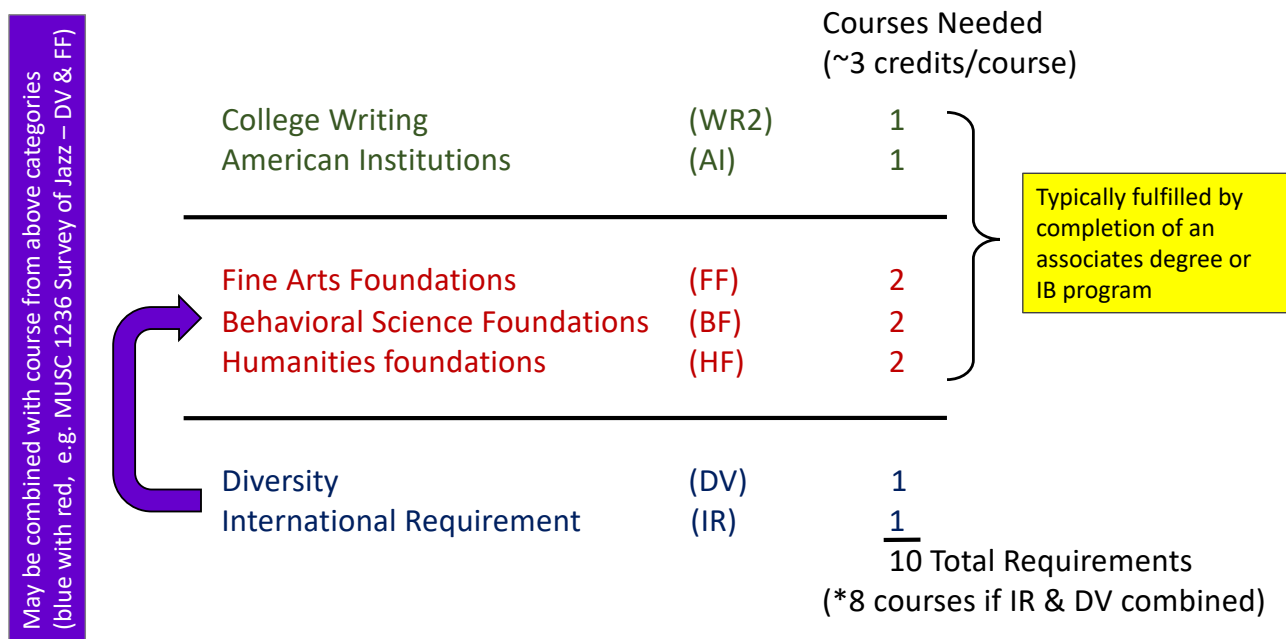 May be combined with course from above categories
(blue with red,  e.g. MUSC 1236 Survey of Jazz – DV & FF)
Courses Needed
(~3 credits/course)
College Writing (WR2) 1
American Institutions (AI) 1
Typically fulfilled by
completion of an
associates degree or
IB program
Fine Arts Foundations (FF) 2
Behavioral Science Foundations (BF) 2
Humanities foundations (HF) 2
Diversity (DV) 1
International Requirement (IR) 1
10 Total Requirements
(*8 courses if IR & DV combined)